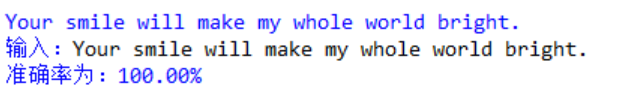 Your smile will make my whole world bright.
输入：Your smile will make my whole world bright.
准确率为：100.00%